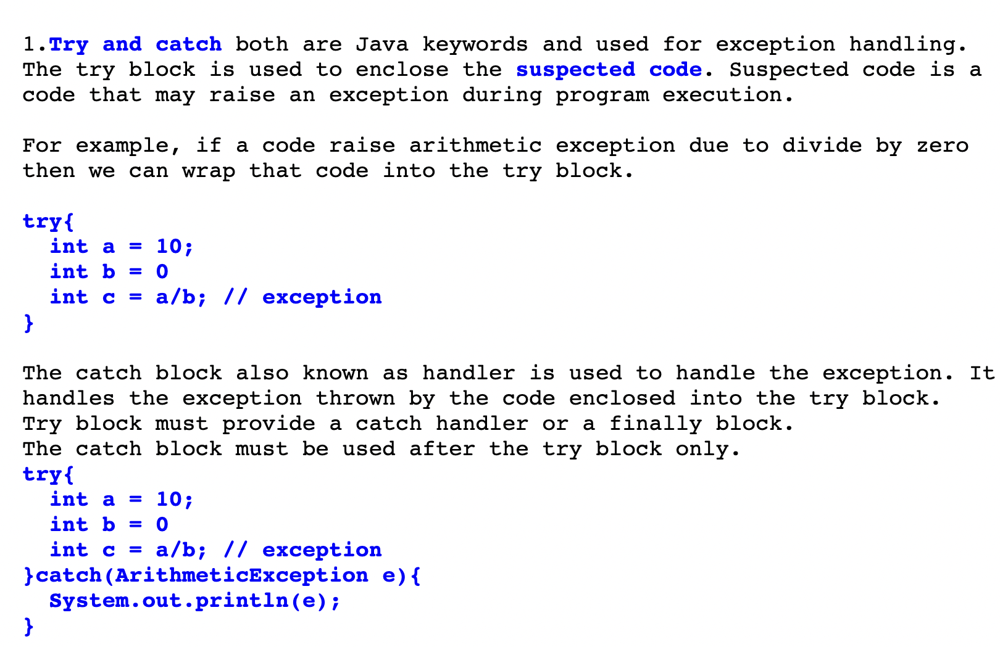 1.Try and catch both are Java keywords and used for exception handling.
The try block is used to enclose the suspected code. Suspected code is a
code that may raise an exception during program execution.
For example, if a code raise arithmetic exception due to divide by zero
then we can wrap that code into the try block.
try{
  int a = 10;
  int b = 0
  int c = a/b; // exception
}
The catch block also known as handler is used to handle the exception. It
handles the exception thrown by the code enclosed into the try block.
Try block must provide a catch handler or a finally block.
The catch block must be used after the try block only.
try{
  int a = 10;
  int b = 0
  int c = a/b; // exception
}catch(ArithmeticException e){
  System.out.println(e);
}